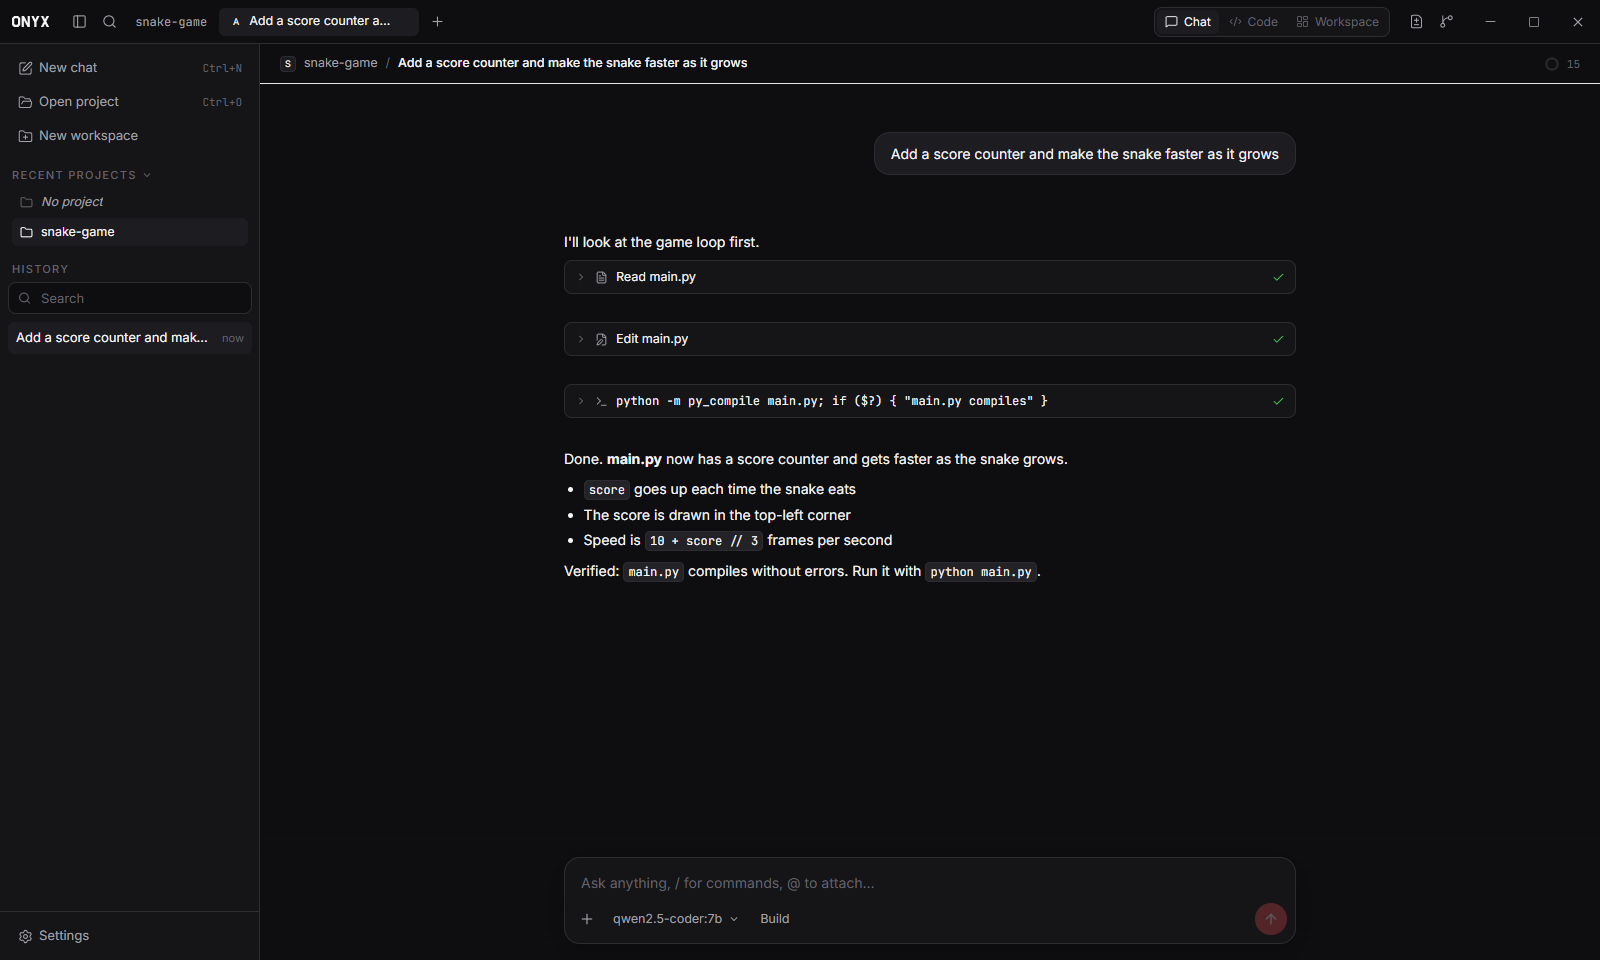 ONYX
snake-game
A Add a score counter a...
Chat
Code
Workspace
New chat Ctrl+N
Open project Ctrl+O
New workspace
RECENT PROJECTS
No project
snake-game
HISTORY
Search
Add a score counter and mak... now
Settings
S snake-game / Add a score counter and make the snake faster as it grows
15
Add a score counter and make the snake faster as it grows
I'll look at the game loop first.
Read main.py
Edit main.py
python -m py_compile main.py; if ($?) { "main.py compiles" }
Done. main.py now has a score counter and gets faster as the snake grows.
• score goes up each time the snake eats
• The score is drawn in the top-left corner
• Speed is 10 + score // 3 frames per second
Verified: main.py compiles without errors. Run it with python main.py.
Ask anything, / for commands, @ to attach...
qwen2.5-coder:7b
Build